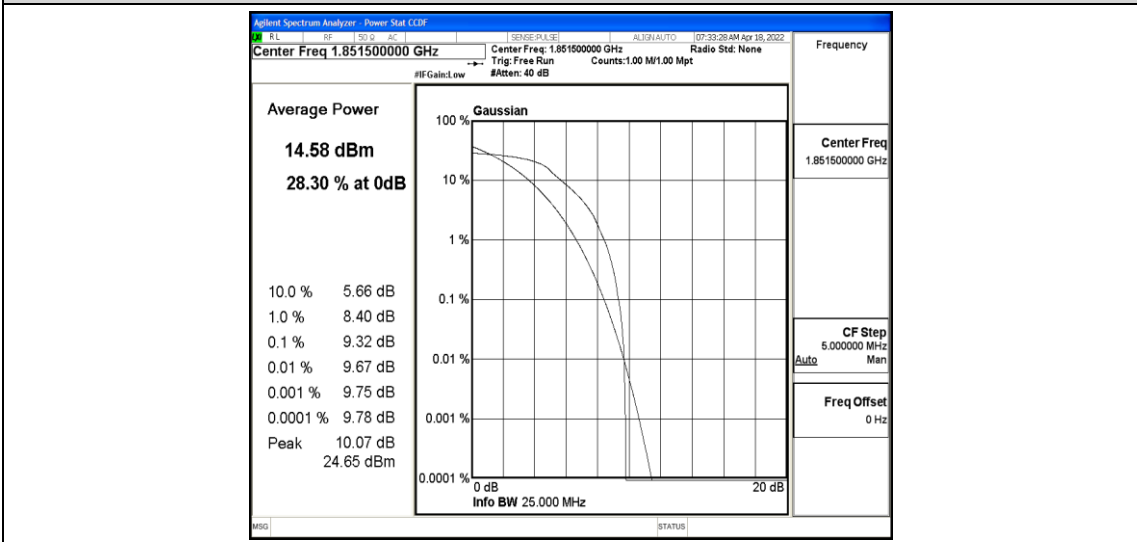 Agilent Spectrum Analyzer - Power Stat CCDF
LXI RL RF 50 Ω AC SENSE:PULSE ALIGN AUTO 07:33:28 AM Apr 18, 2022
Center Freq 1.851500000 GHz
Center Freq: 1.851500000 GHz Radio Std: None
Trig: Free Run Counts:1.00 M/1.00 Mpt
#IFGain:Low #Atten: 40 dB
Frequency
Average Power
14.58 dBm
28.30 % at 0dB
10.0 % 5.66 dB
1.0 % 8.40 dB
0.1 % 9.32 dB
0.01 % 9.67 dB
0.001 % 9.75 dB
0.0001 % 9.78 dB
Peak 10.07 dB
24.65 dBm
Gaussian
100 %
10 %
1 %
0.1 %
0.01 %
0.001 %
0.0001 %
0 dB 20 dB
Info BW 25.000 MHz
Center Freq
1.851500000 GHz
CF Step
5.000000 MHz
Auto Man
Freq Offset
0 Hz
MSG STATUS